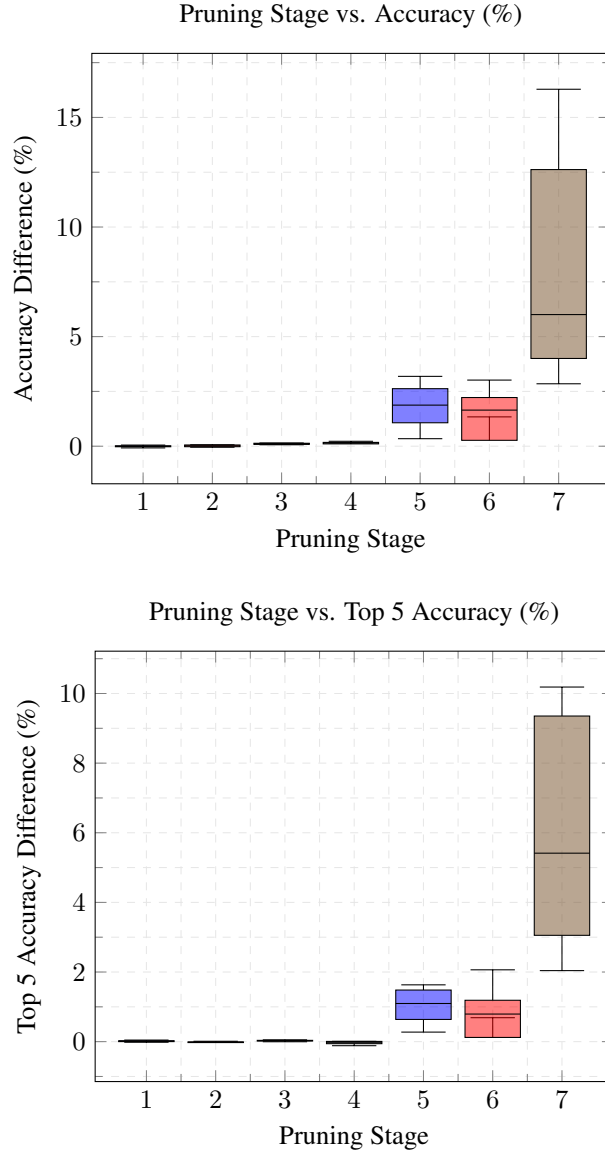 Pruning Stage vs. Accuracy (%)
15
10
5
0
Accuracy Difference (%)
1 2 3 4 5 6 7
Pruning Stage
Pruning Stage vs. Top 5 Accuracy (%)
10
8
6
4
2
0
Top 5 Accuracy Difference (%)
1 2 3 4 5 6 7
Pruning Stage